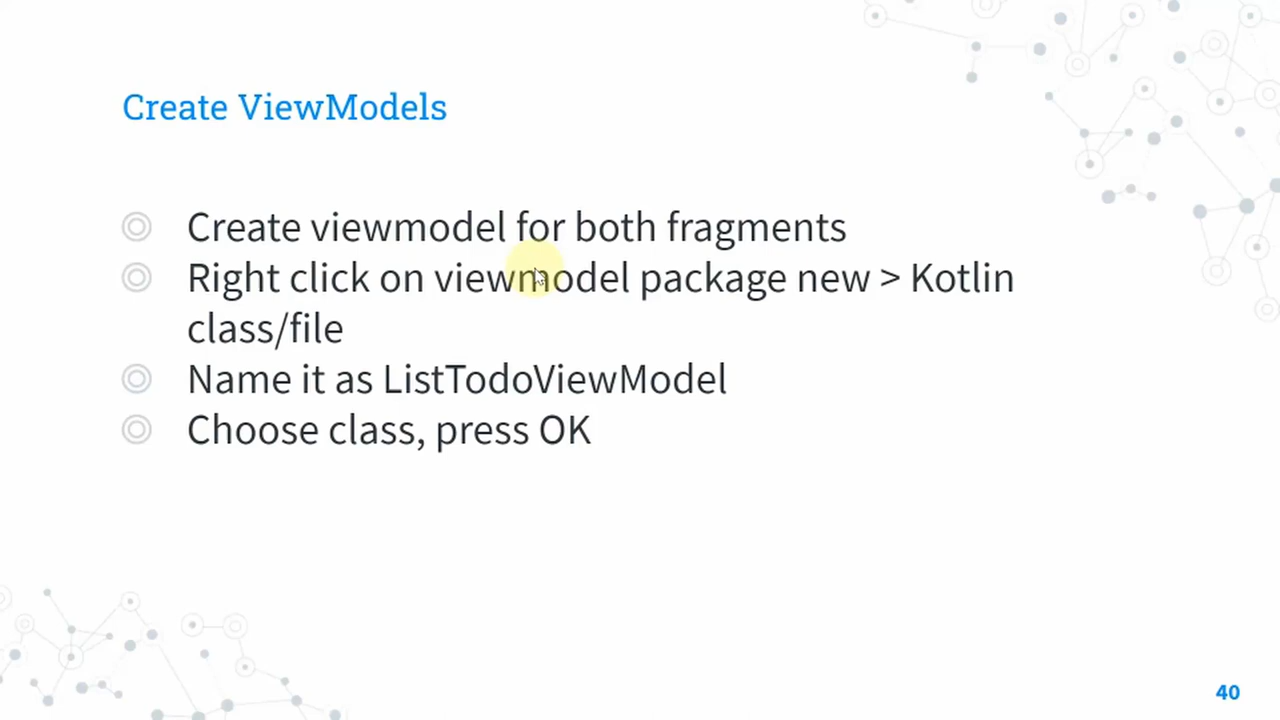 Create ViewModels
Create viewmodel for both fragments
Right click on viewmodel package new > Kotlin
class/file
Name it as ListTodoViewModel
Choose class, press OK
40